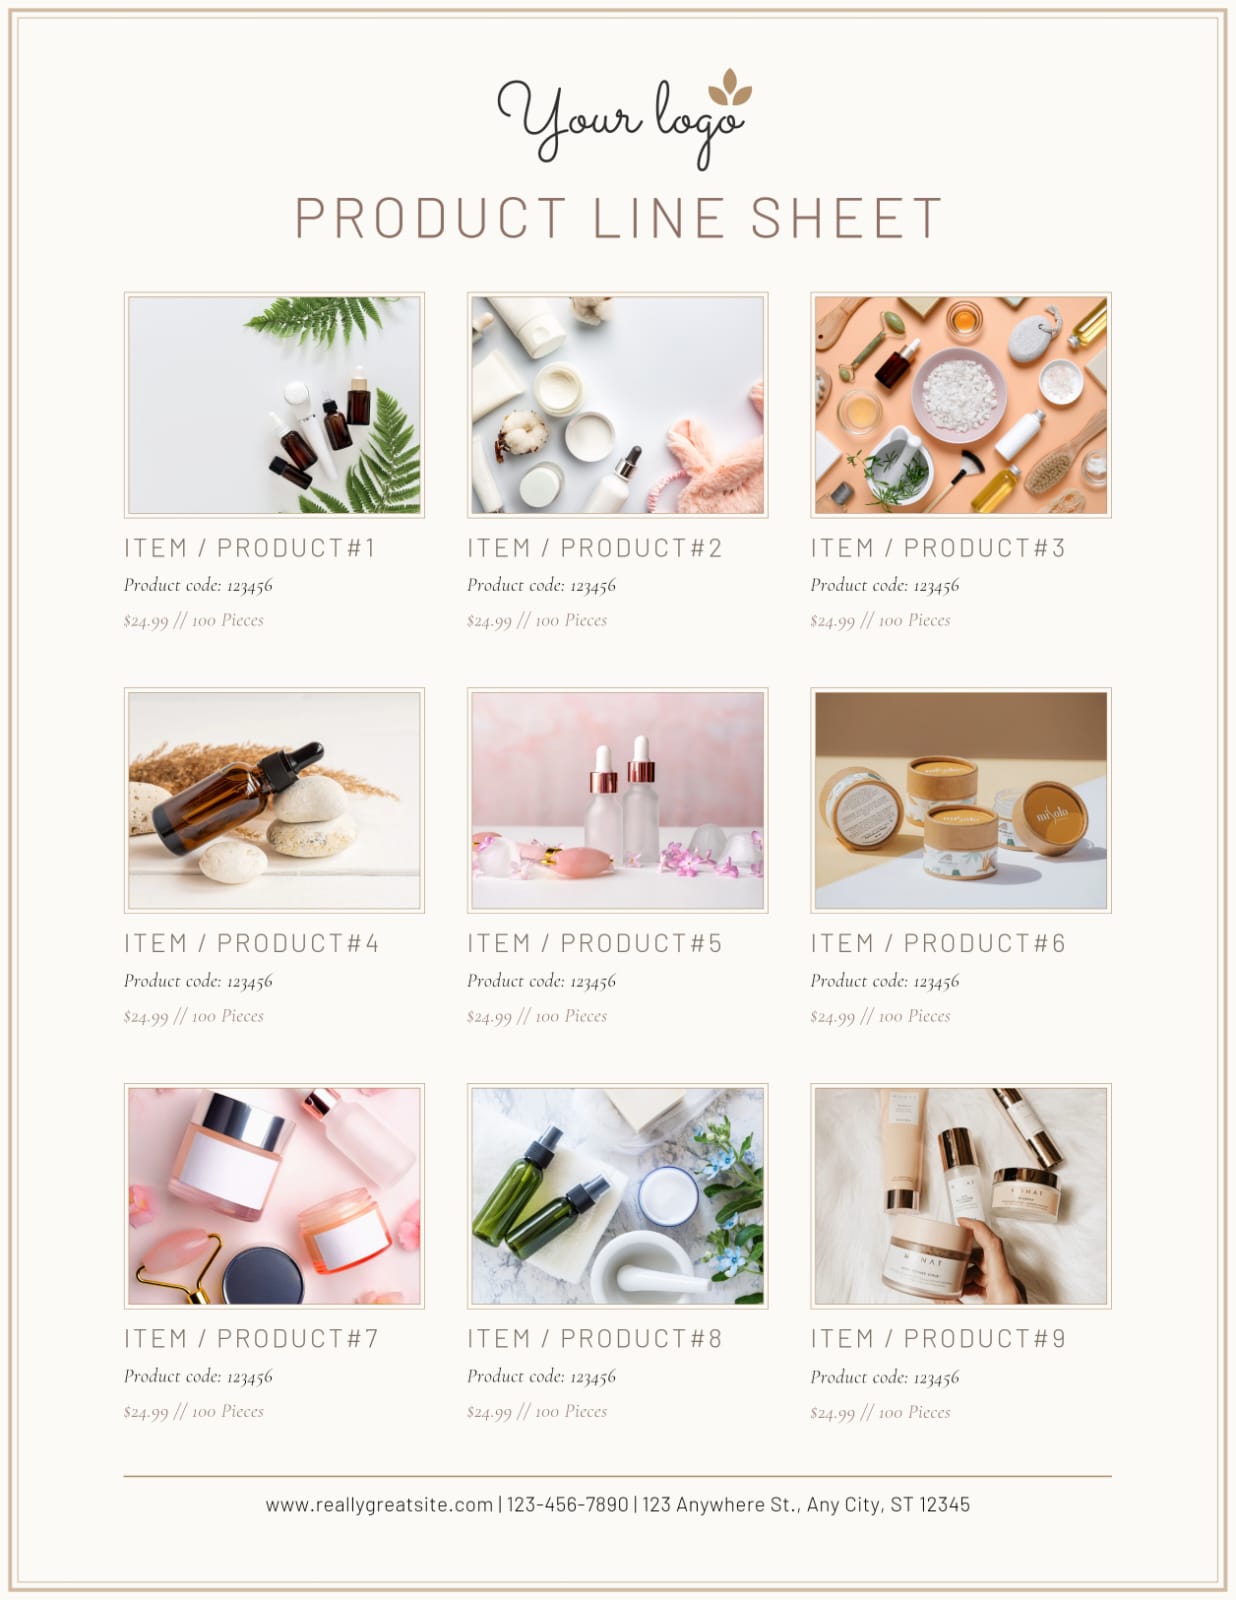 Your logo
PRODUCT LINE SHEET
ITEM / PRODUCT#1
Product code: 123456
$24.99 // 100 Pieces
ITEM / PRODUCT#2
Product code: 123456
$24.99 // 100 Pieces
ITEM / PRODUCT#3
Product code: 123456
$24.99 // 100 Pieces
ITEM / PRODUCT#4
Product code: 123456
$24.99 // 100 Pieces
ITEM / PRODUCT#5
Product code: 123456
$24.99 // 100 Pieces
ITEM / PRODUCT#6
Product code: 123456
$24.99 // 100 Pieces
ITEM / PRODUCT#7
Product code: 123456
$24.99 // 100 Pieces
ITEM / PRODUCT#8
Product code: 123456
$24.99 // 100 Pieces
ITEM / PRODUCT#9
Product code: 123456
$24.99 // 100 Pieces
www.reallygreatsite.com | 123-456-7890 | 123 Anywhere St., Any City, ST 12345